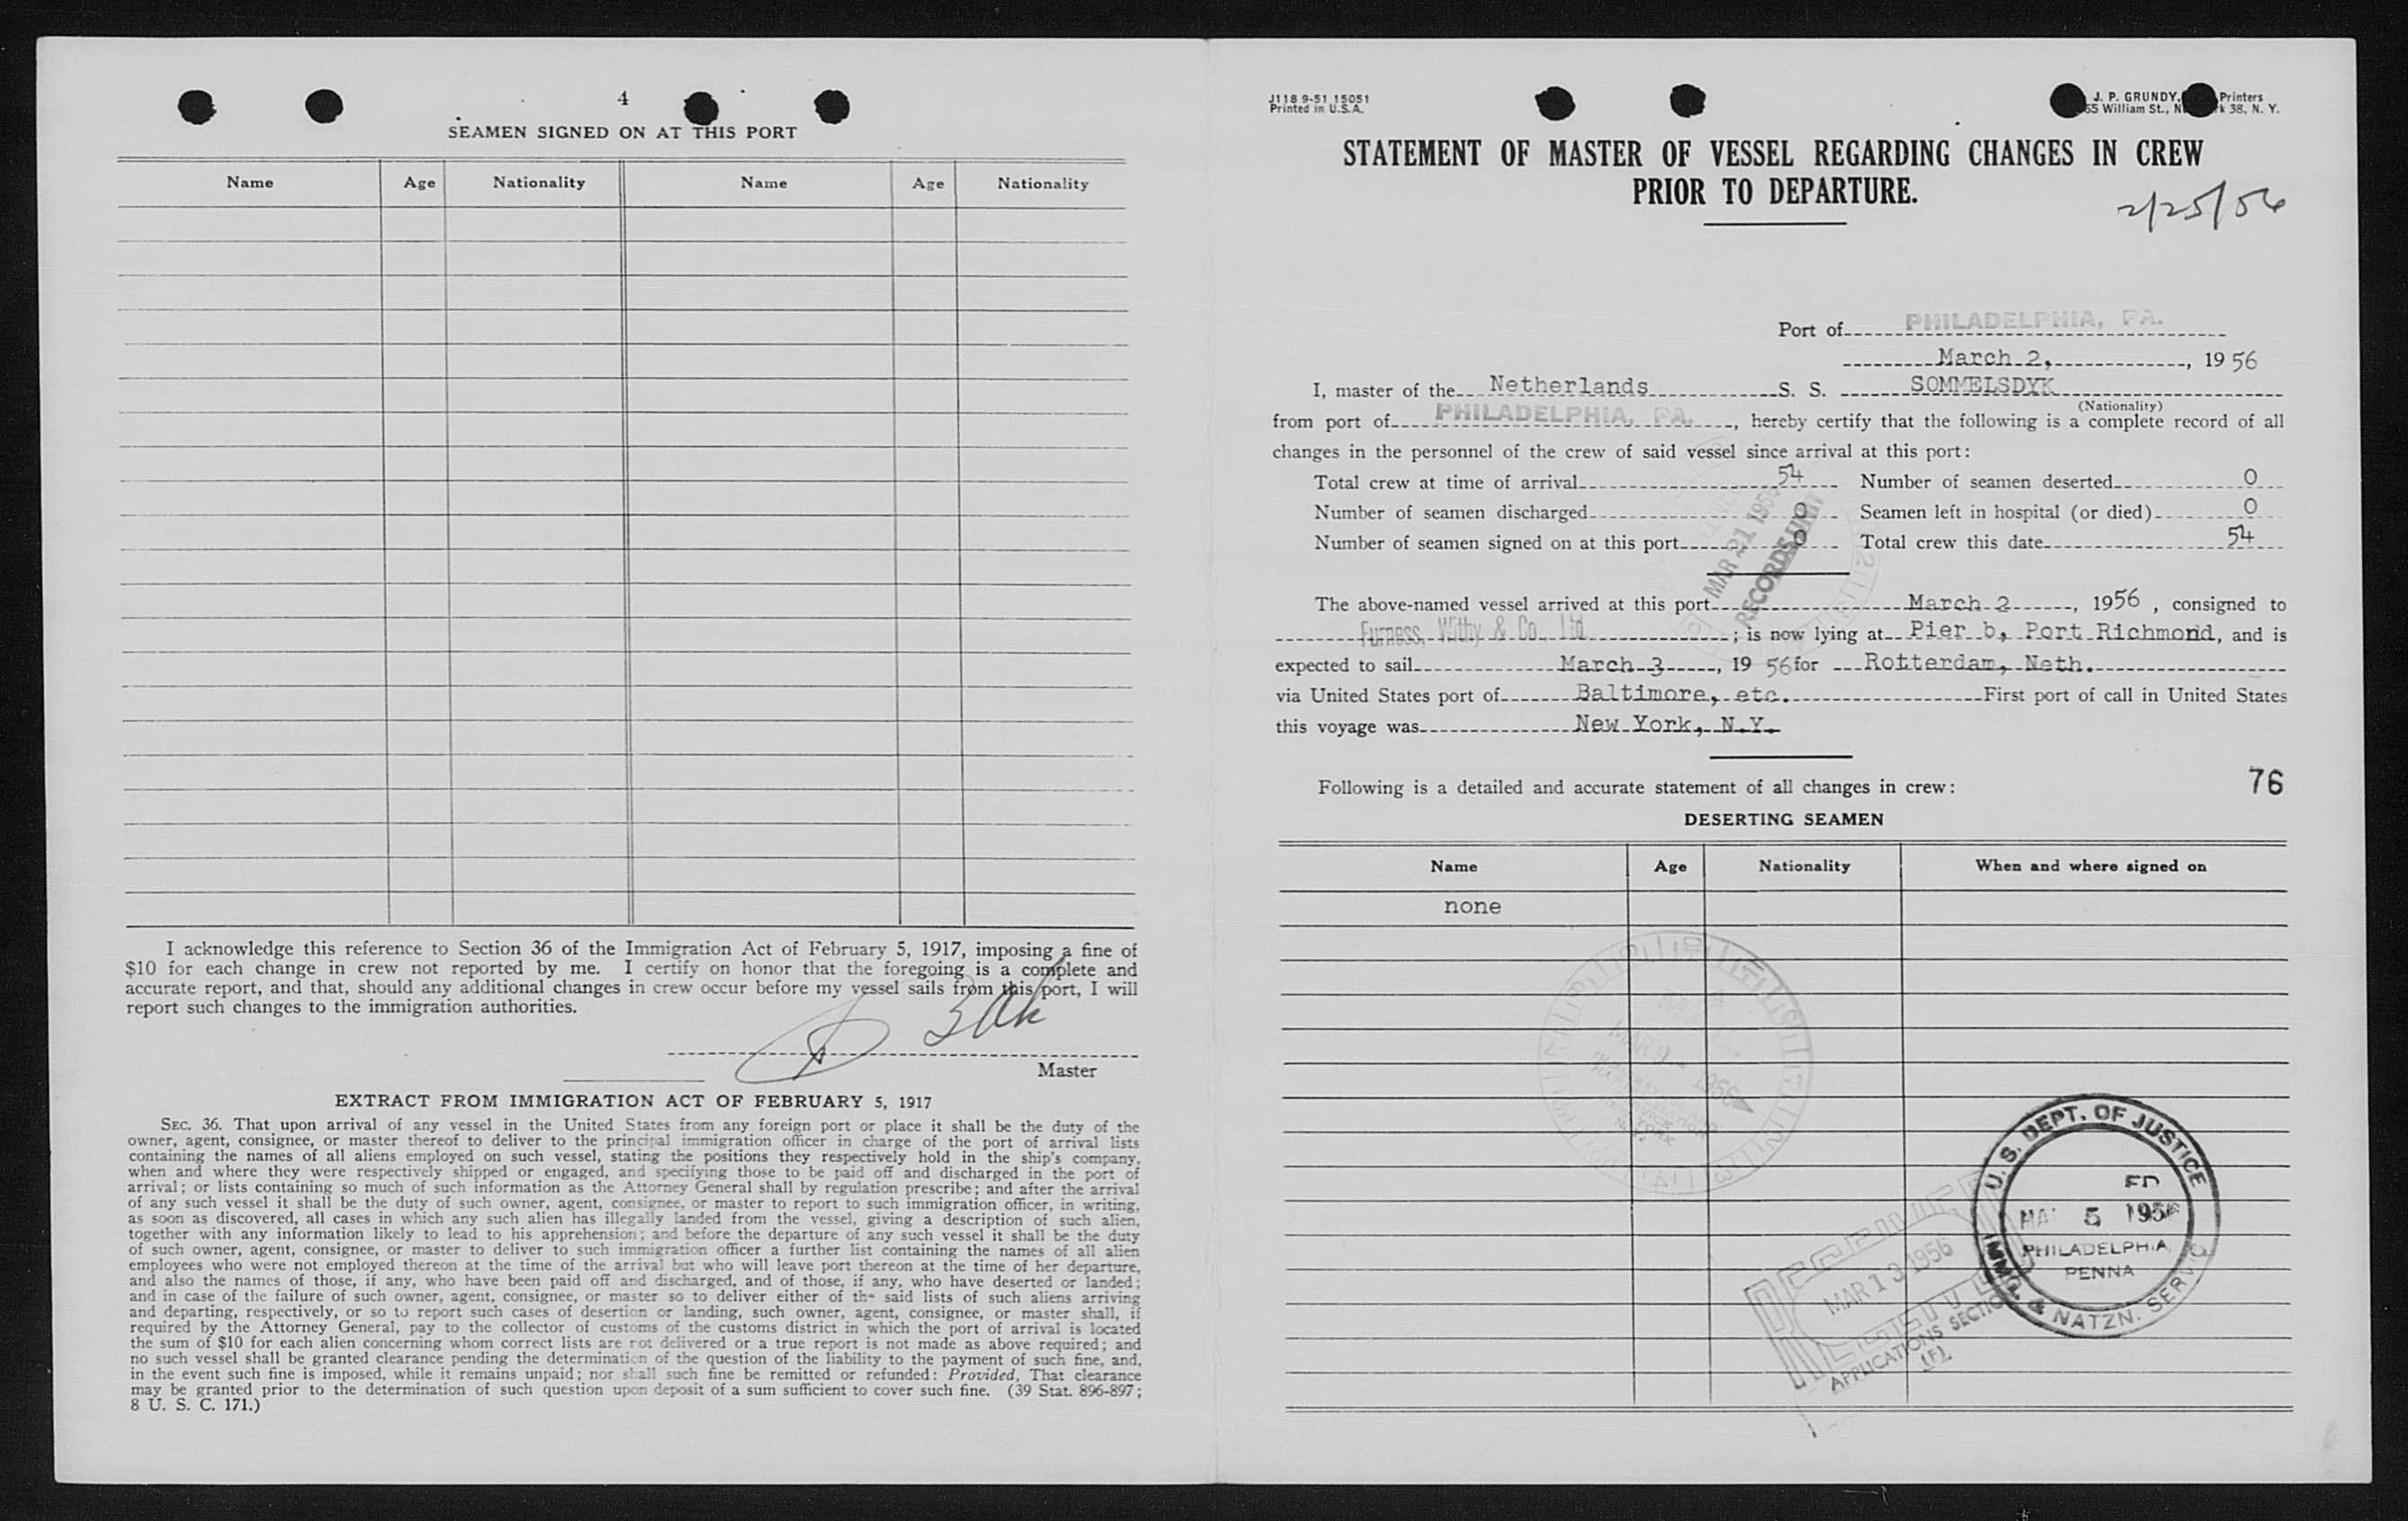 4
SEAMEN SIGNED ON AT THIS PORT
Name Age Nationality Name Age Nationality
I acknowledge this reference to Section 36 of the Immigration Act of February 5, 1917, imposing a fine of
$10 for each change in crew not reported by me. I certify on honor that the foregoing is a complete and
accurate report, and that, should any additional changes in crew occur before my vessel sails from this port, I will
report such changes to the immigration authorities.
Master
EXTRACT FROM IMMIGRATION ACT OF FEBRUARY 5, 1917
SEC. 36. That upon arrival of any vessel in the United States from any foreign port or place it shall be the duty of the
owner, agent, consignee, or master thereof to deliver to the principal immigration officer in charge of the port of arrival lists
containing the names of all aliens employed on such vessel, stating the positions they respectively hold in the ship's company,
when and where they were respectively shipped or engaged, and specifying those to be paid off and discharged in the port of
arrival; or lists containing so much of such information as the Attorney General shall by regulation prescribe; and after the arrival
of any such vessel it shall be the duty of such owner, agent, consignee, or master to report to such immigration officer, in writing,
as soon as discovered, all cases in which any such alien has illegally landed from the vessel, giving a description of such alien,
together with any information likely to lead to his apprehension; and before the departure of any such vessel it shall be the duty
of such owner, agent, consignee, or master to deliver to such immigration officer a further list containing the names of all alien
employees who were not employed thereon at the time of the arrival but who will leave port thereon at the time of her departure,
and also the names of those, if any, who have been paid off and discharged, and of those, if any, who have deserted or landed;
and in case of the failure of such owner, agent, consignee, or master so to deliver either of the said lists of such aliens arriving
and departing, respectively, or so to report such cases of desertion or landing, such owner, agent, consignee, or master shall, if
required by the Attorney General, pay to the collector of customs of the customs district in which the port of arrival is located
the sum of $10 for each alien concerning whom correct lists are not delivered or a true report is not made as above required; and
no such vessel shall be granted clearance pending the determination of the question of the liability to the payment of such fine, and,
in the event such fine is imposed, while it remains unpaid; nor shall such fine be remitted or refunded: Provided, That clearance
may be granted prior to the determination of such question upon deposit of a sum sufficient to cover such fine. (39 Stat. 896-897;
8 U. S. C. 171.)
J118 9-51 15051
Printed in U.S.A.
J. P. GRUNDY, Printers
55 William St., N k 38, N. Y.
STATEMENT OF MASTER OF VESSEL REGARDING CHANGES IN CREW
PRIOR TO DEPARTURE.
2/25/56
Port of PHILADELPHIA, PA.
March 2, , 19 56
I, master of the Netherlands S. S. SOMMELSDYK
(Nationality)
from port of PHILADELPHIA, PA. , hereby certify that the following is a complete record of all
changes in the personnel of the crew of said vessel since arrival at this port:
Total crew at time of arrival 54 Number of seamen deserted 0
Number of seamen discharged 0 Seamen left in hospital (or died) 0
Number of seamen signed on at this port 0 Total crew this date 54
MAR 21 195
RECORDS UNIT
The above-named vessel arrived at this port March 2 , 1956 , consigned to
Furness, Withy & Co., Ltd. ; is now lying at Pier b, Port Richmond, and is
expected to sail March 3 , 19 56 for Rotterdam, Neth.
via United States port of Baltimore, etc. First port of call in United States
this voyage was New York, N.Y.
Following is a detailed and accurate statement of all changes in crew: 76
DESERTING SEAMEN
Name Age Nationality When and where signed on
none
MAR 9 - 1956
YORK
U. S. DEPT. OF JUSTICE
5 1956
PHILADELPHIA
PENNA
IMMG. & NATZN. SERVICE
RECEIVED
MAR 13 1956
APPLICATIONS SECTION
(F)